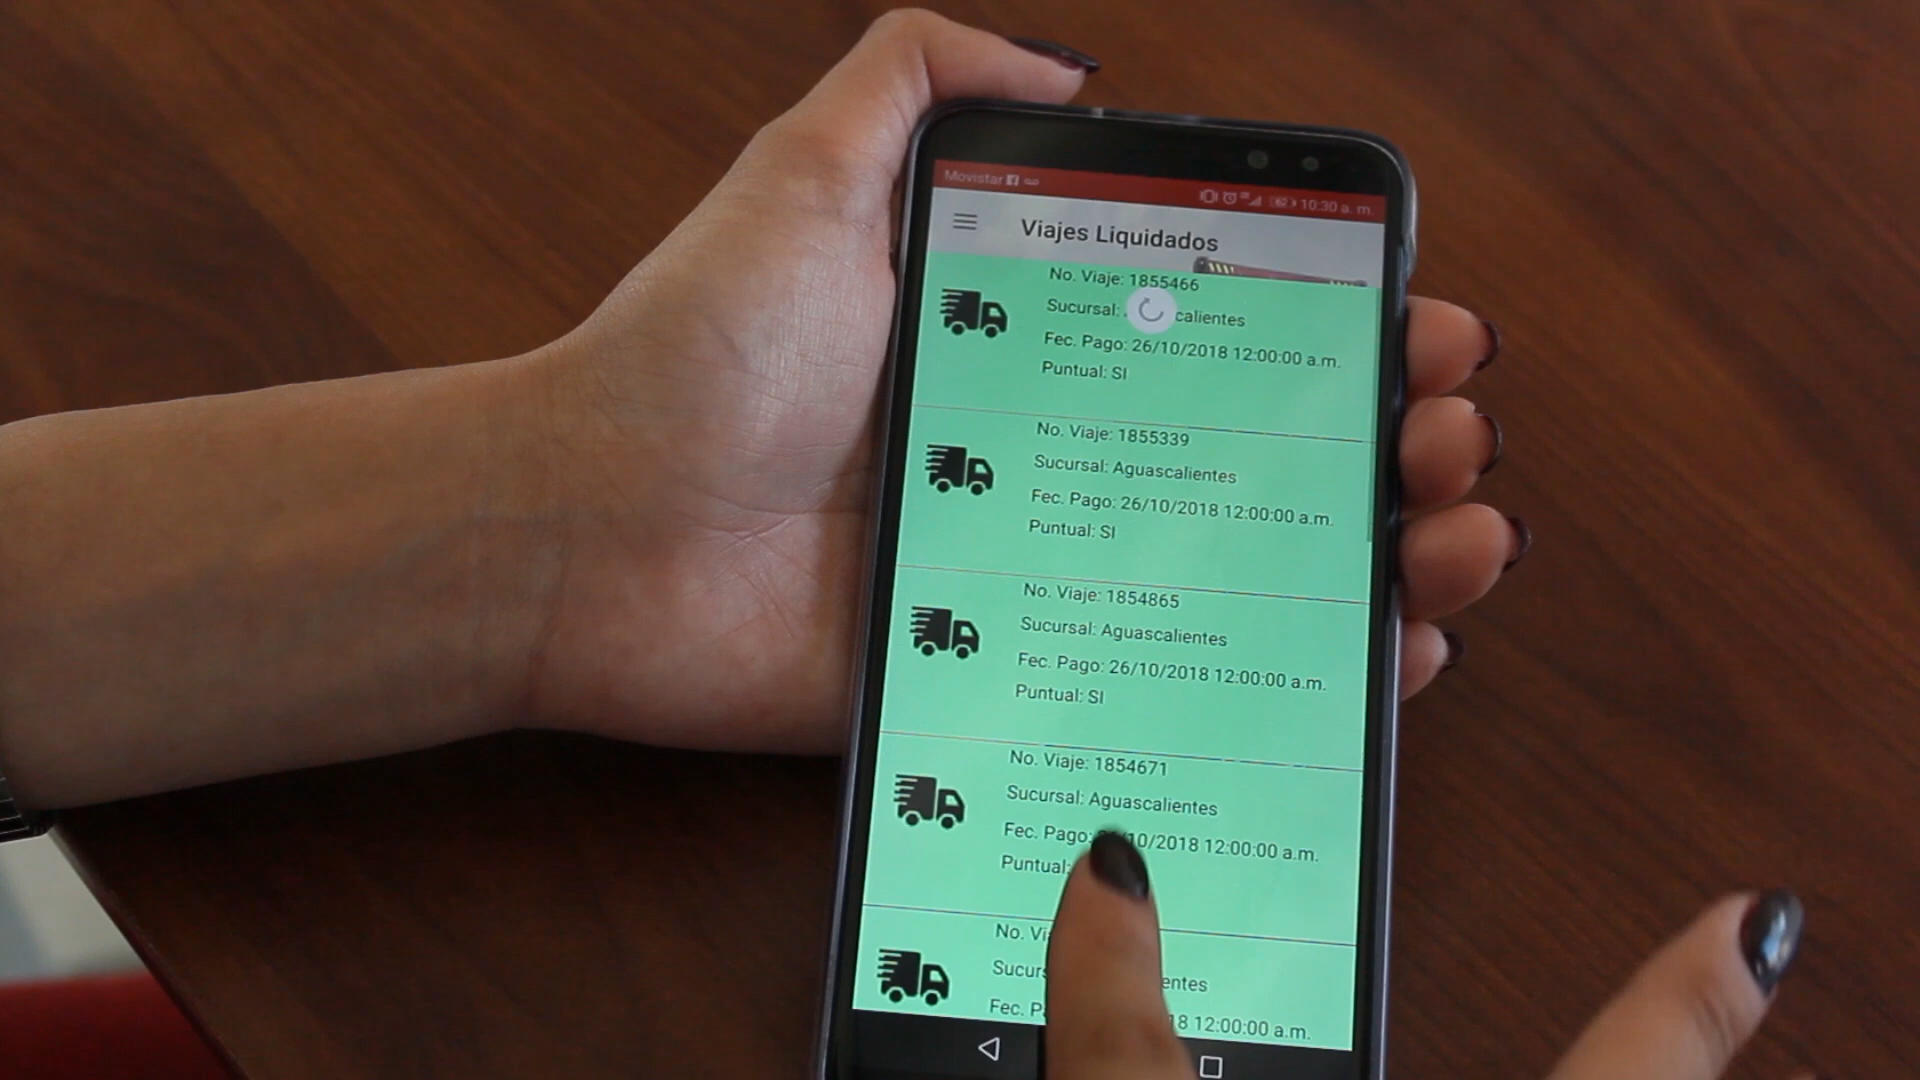 Movistar
10:30 a. m.
Viajes Liquidados
No. Viaje: 1855466
Sucursal: calientes
Fec. Pago: 26/10/2018 12:00:00 a.m.
Puntual: SI
No. Viaje: 1855339
Sucursal: Aguascalientes
Fec. Pago: 26/10/2018 12:00:00 a.m.
Puntual: SI
No. Viaje: 1854865
Sucursal: Aguascalientes
Fec. Pago: 26/10/2018 12:00:00 a.m.
Puntual: SI
No. Viaje: 1854671
Sucursal: Aguascalientes
Fec. Pago: /10/2018 12:00:00 a.m.
Puntual:
No. Vi
Sucurs entes
Fec. P 18 12:00:00 a.m.